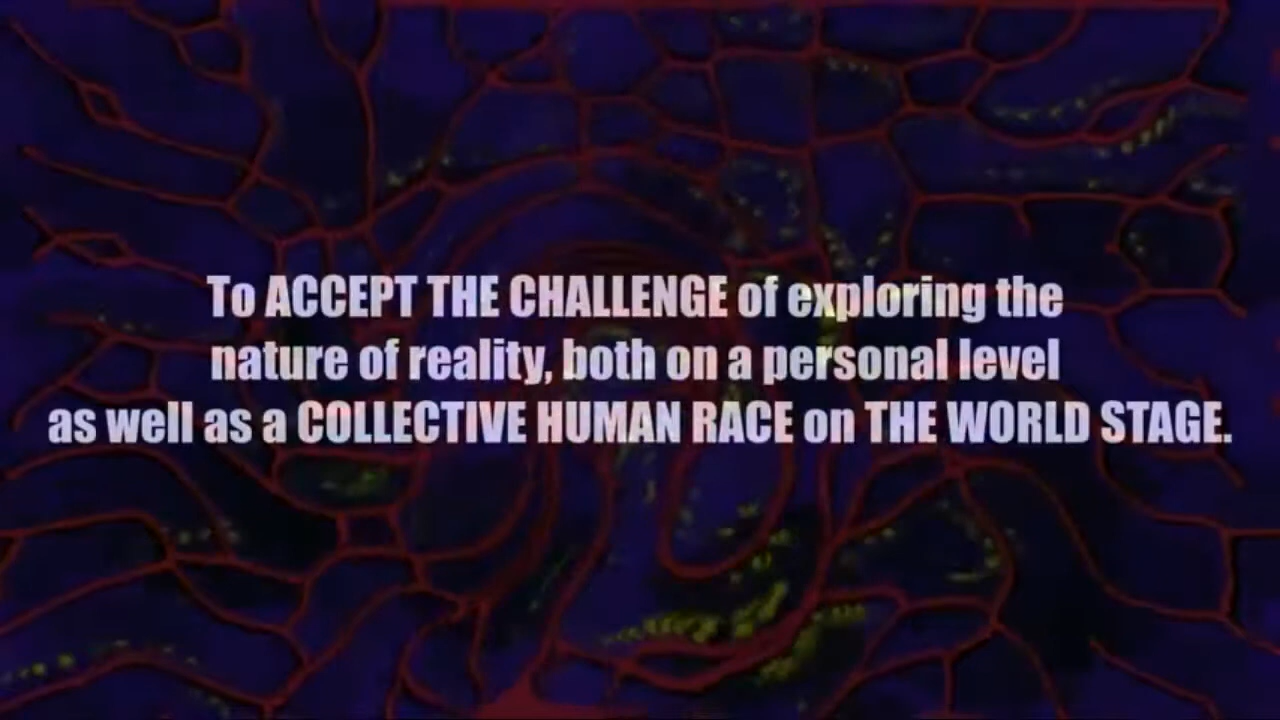 To ACCEPT THE CHALLENGE of exploring the
nature of reality, both on a personal level
as well as a COLLECTIVE HUMAN RACE on THE WORLD STAGE.